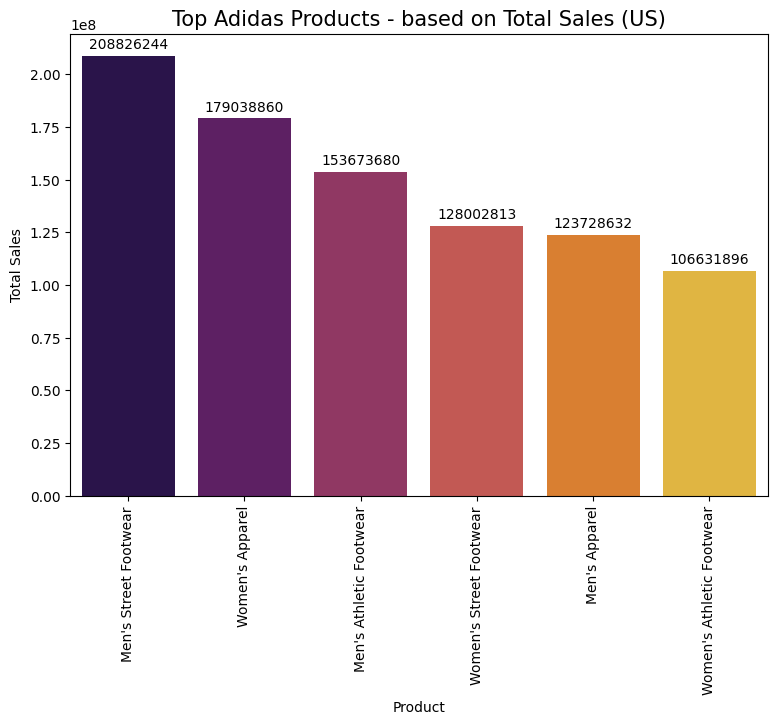 Top Adidas Products - based on Total Sales (US)
1e8
208826244
179038860
153673680
128002813
123728632
106631896
2.00
1.75
1.50
1.25
1.00
0.75
0.50
0.25
0.00
Total Sales
Men's Street Footwear
Women's Apparel
Men's Athletic Footwear
Women's Street Footwear
Men's Apparel
Women's Athletic Footwear
Product